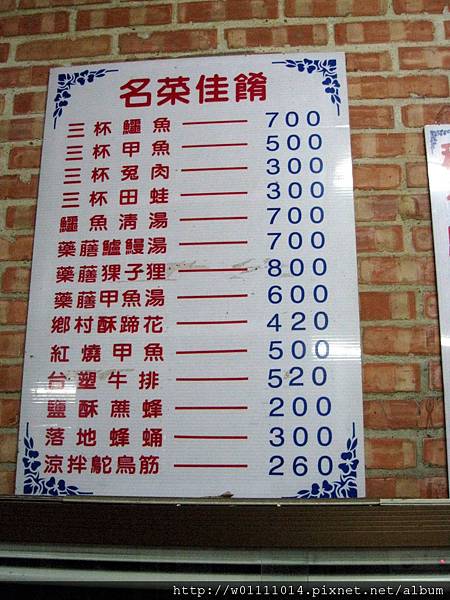 名菜佳餚
三杯鱷魚 700
三杯甲魚 500
三杯兔肉 300
三杯田蛙 300
鱷魚清湯 700
藥膳鱸鰻湯 700
藥膳猓子狸 800
藥膳甲魚湯 600
鄉村酥蹄花 420
紅燒甲魚 500
台塑牛排 520
鹽酥蔗蜂 200
落地蜂蛹 300
涼拌鴕鳥筋 260
http://w01111014.pixnet.net/album